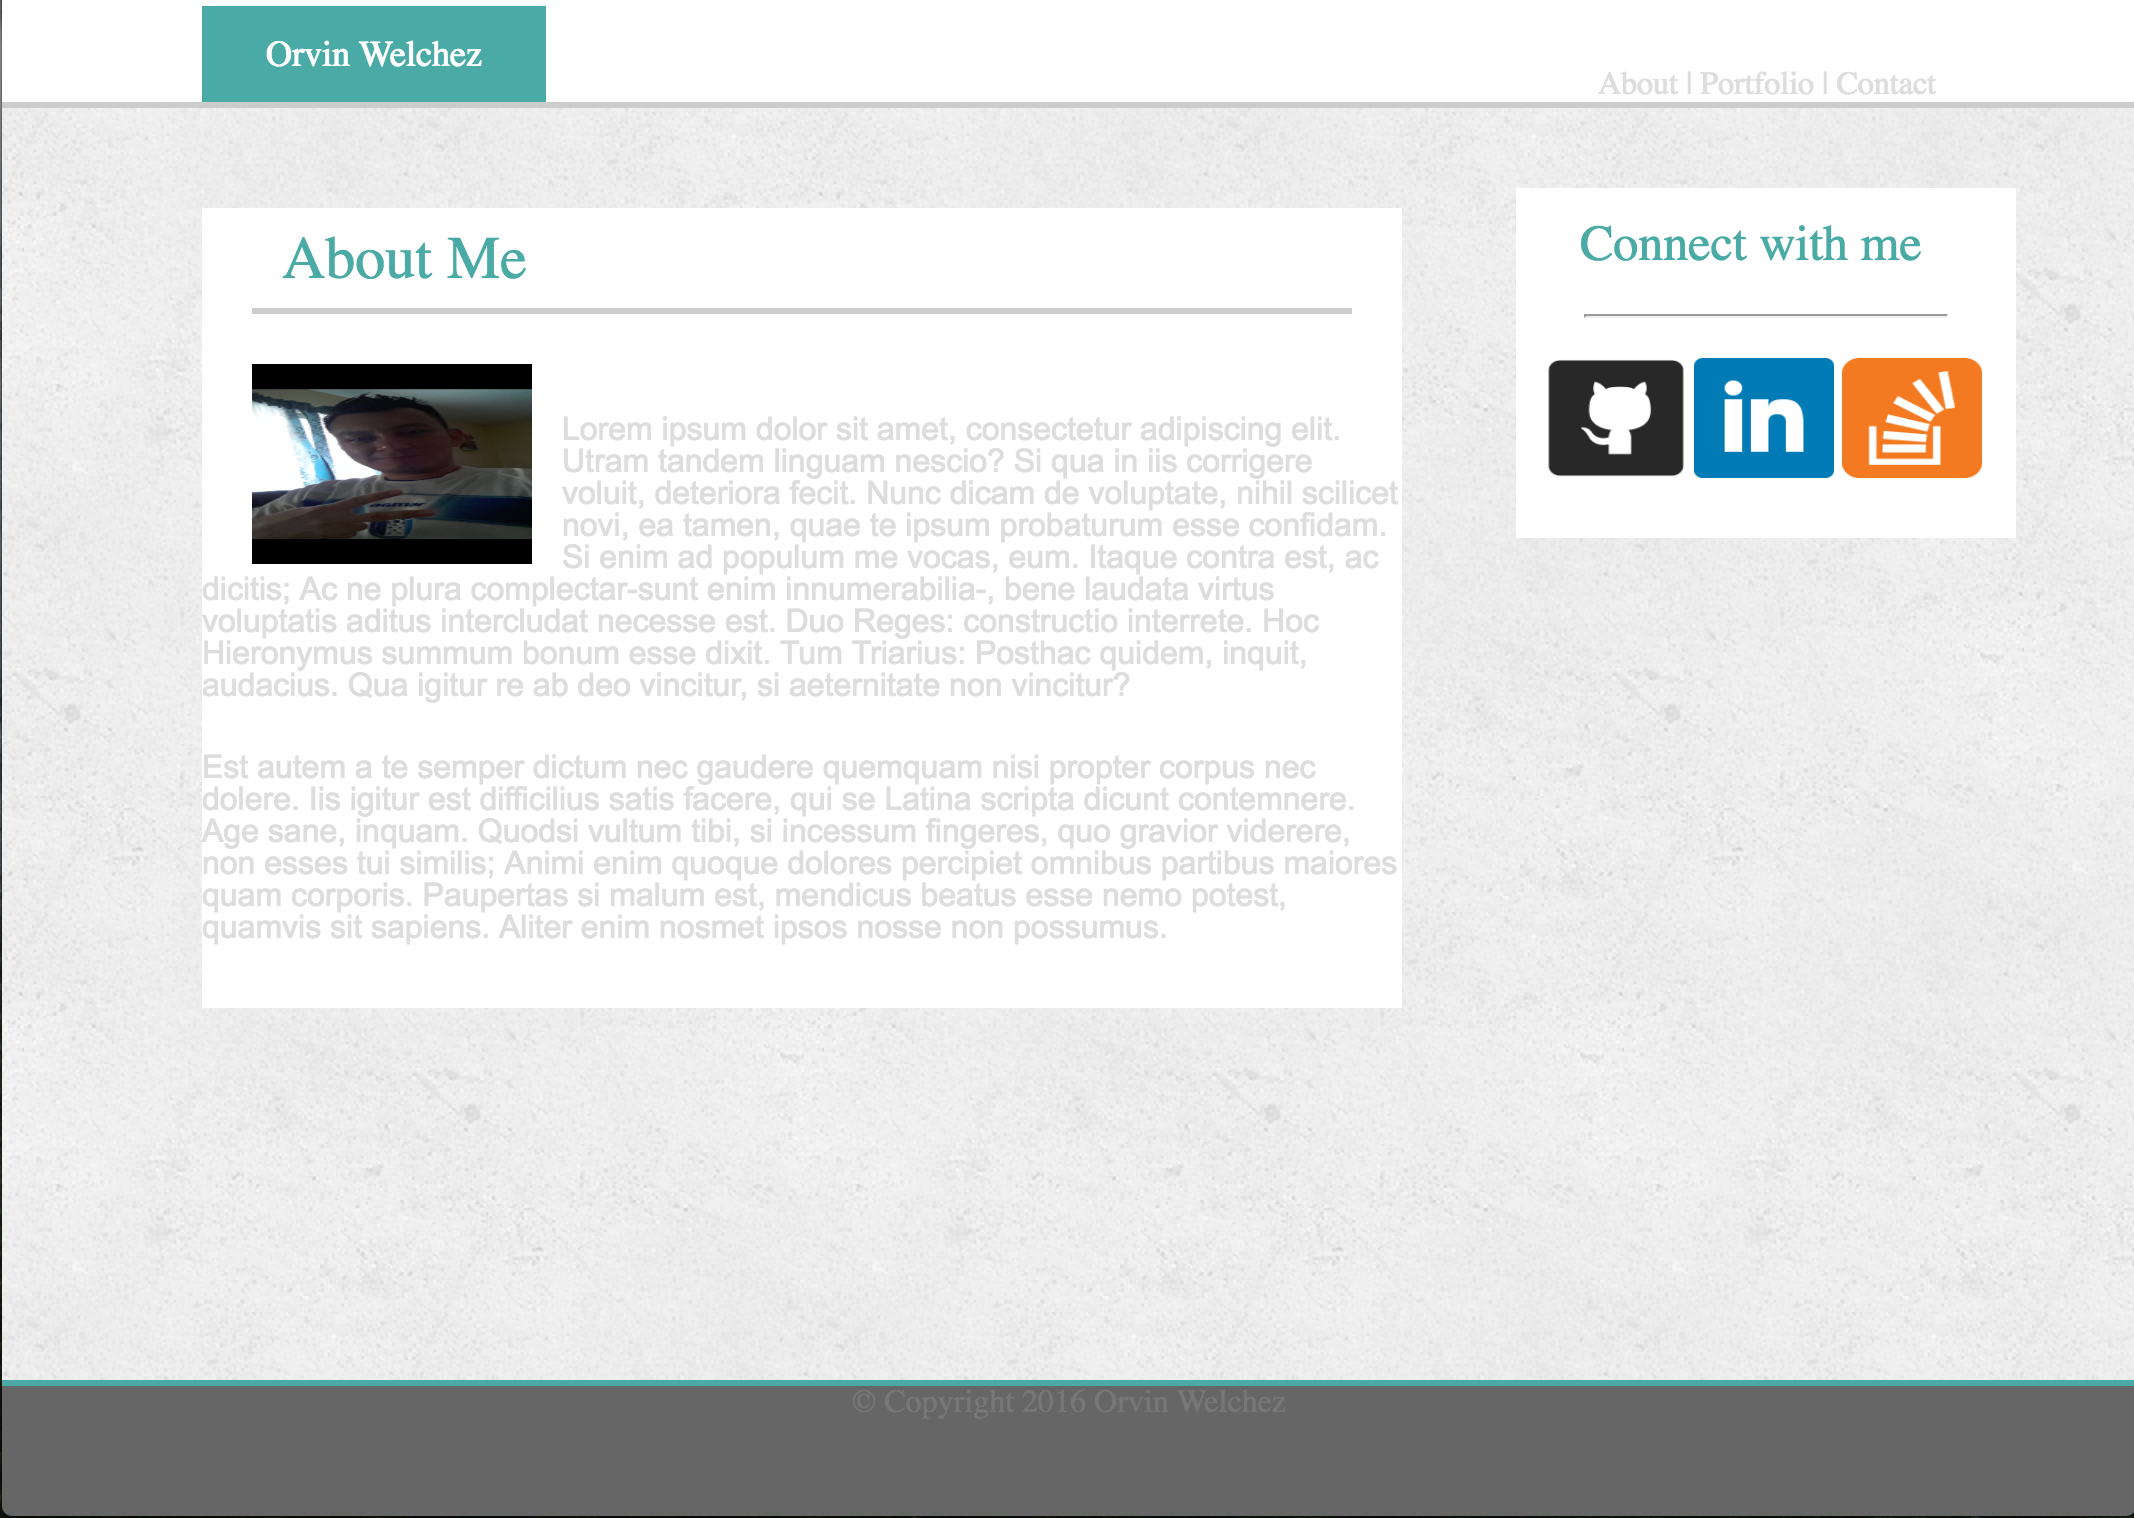 Orvin Welchez
About | Portfolio | Contact
About Me
Lorem ipsum dolor sit amet, consectetur adipiscing elit.
Utram tandem linguam nescio? Si qua in iis corrigere
voluit, deteriora fecit. Nunc dicam de voluptate, nihil scilicet
novi, ea tamen, quae te ipsum probaturum esse confidam.
Si enim ad populum me vocas, eum. Itaque contra est, ac
dicitis; Ac ne plura complectar-sunt enim innumerabilia-, bene laudata virtus
voluptatis aditus intercludat necesse est. Duo Reges: constructio interrete. Hoc
Hieronymus summum bonum esse dixit. Tum Triarius: Posthac quidem, inquit,
audacius. Qua igitur re ab deo vincitur, si aeternitate non vincitur?
Est autem a te semper dictum nec gaudere quemquam nisi propter corpus nec
dolere. Iis igitur est difficilius satis facere, qui se Latina scripta dicunt contemnere.
Age sane, inquam. Quodsi vultum tibi, si incessum fingeres, quo gravior viderere,
non esses tui similis; Animi enim quoque dolores percipiet omnibus partibus maiores
quam corporis. Paupertas si malum est, mendicus beatus esse nemo potest,
quamvis sit sapiens. Aliter enim nosmet ipsos nosse non possumus.
Connect with me
in
© Copyright 2016 Orvin Welchez